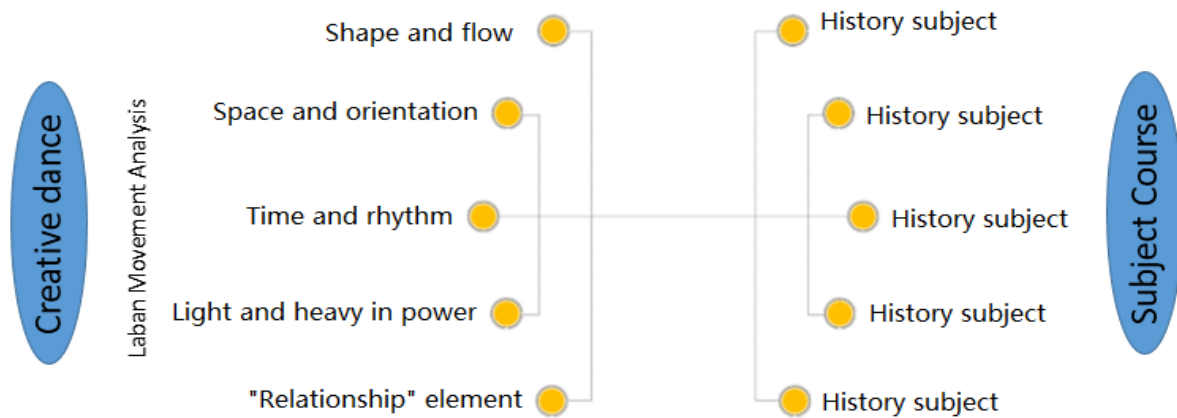 Creative dance
Laban Movement Analysis
Shape and flow
Space and orientation
Time and rhythm
Light and heavy in power
"Relationship" element
History subject
History subject
History subject
History subject
History subject
Subject Course